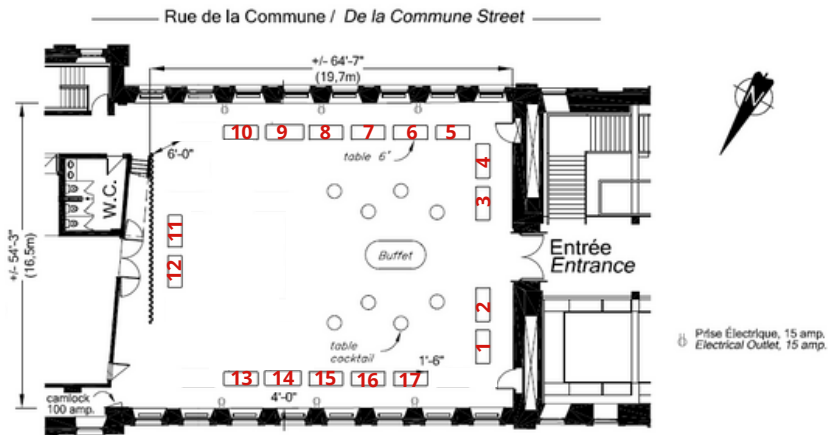 Rue de la Commune / De la Commune Street
+/- 64'-7"
(19,7m)
N
10 9 8 7 6 5
table 6'
4
6'-0"
3
W.C.
+/- 54'-3"
(16,5m)
11
12
Buffet
Entrée
Entrance
2
1
table
cocktail
1'-6"
Prise Électrique, 15 amp.
Electrical Outlet, 15 amp.
13 14 15 16 17
4'-0"
camlock
100 amp.